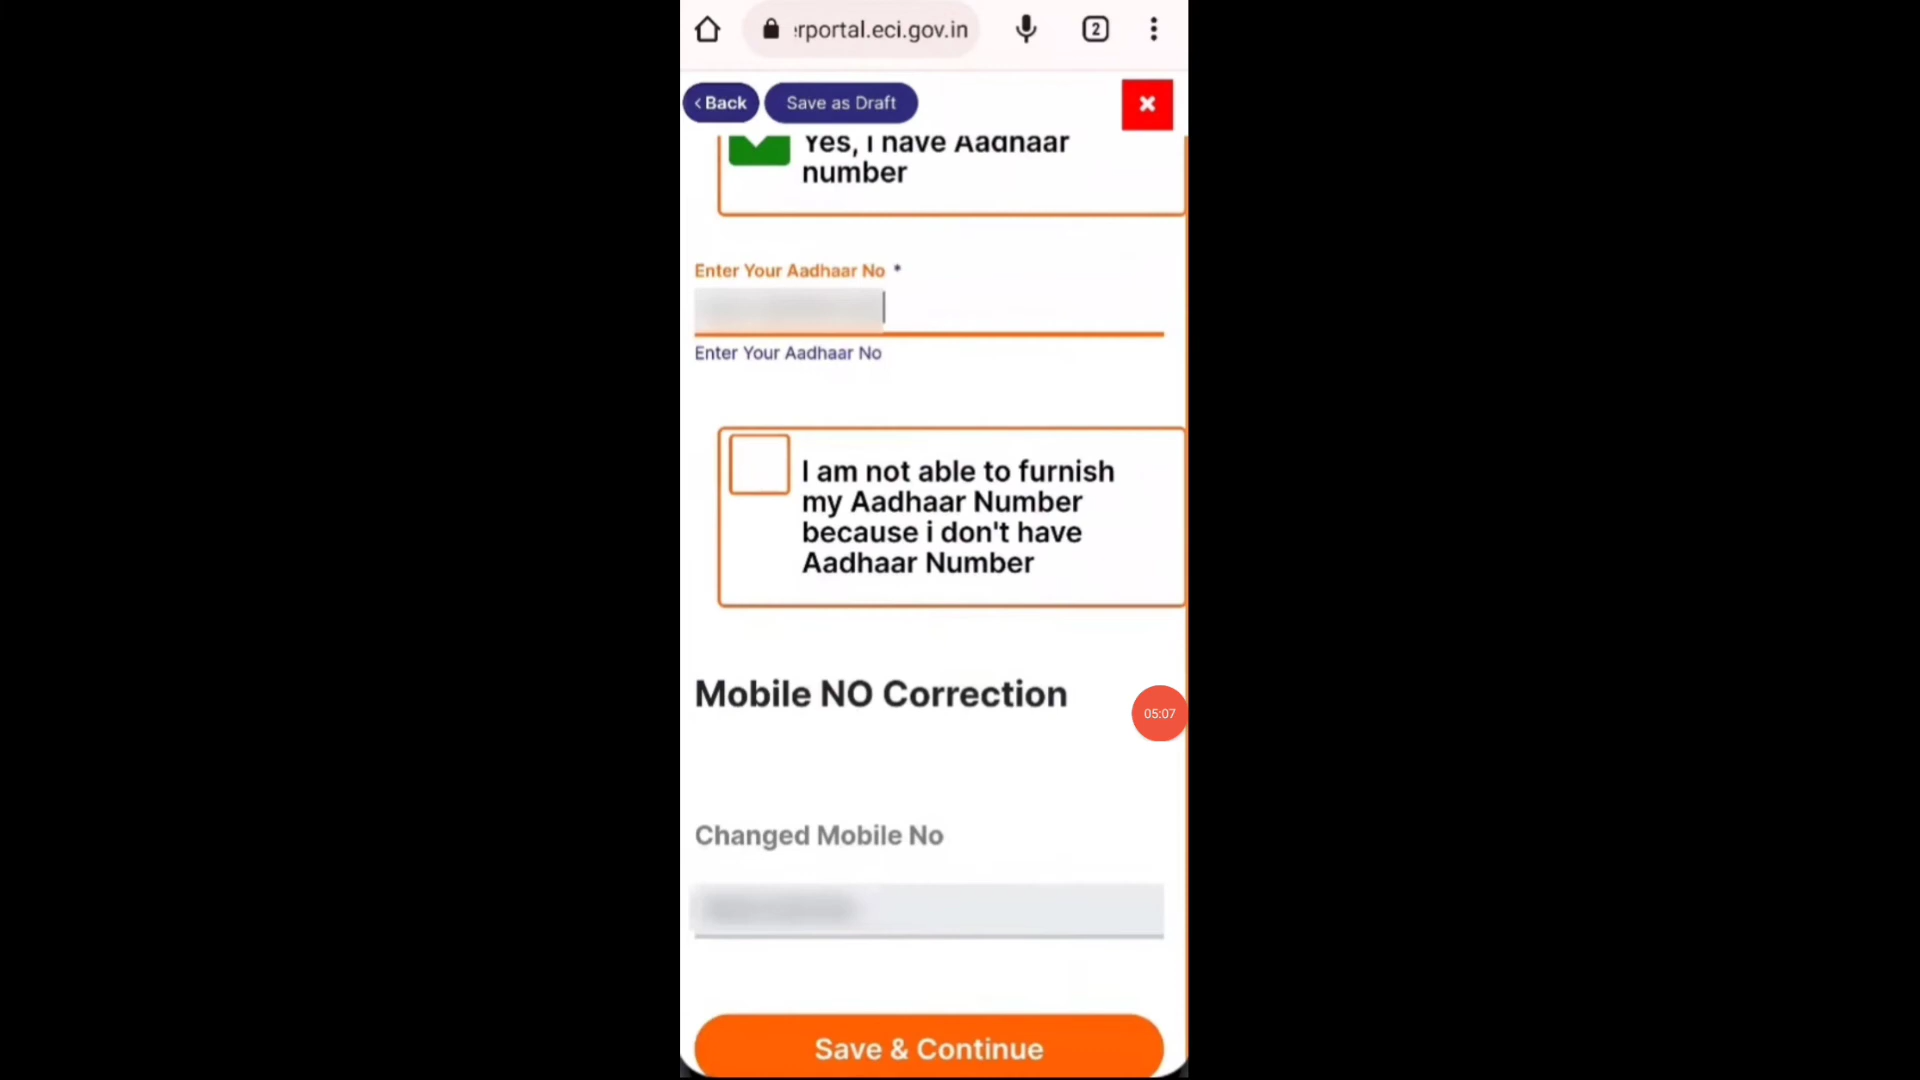 :rportal.eci.gov.in
2
‹ Back
Save as Draft
Yes, I have Aadhaar
number
Enter Your Aadhaar No *
Enter Your Aadhaar No
I am not able to furnish
my Aadhaar Number
because i don't have
Aadhaar Number
Mobile NO Correction
05:07
Changed Mobile No
Save & Continue